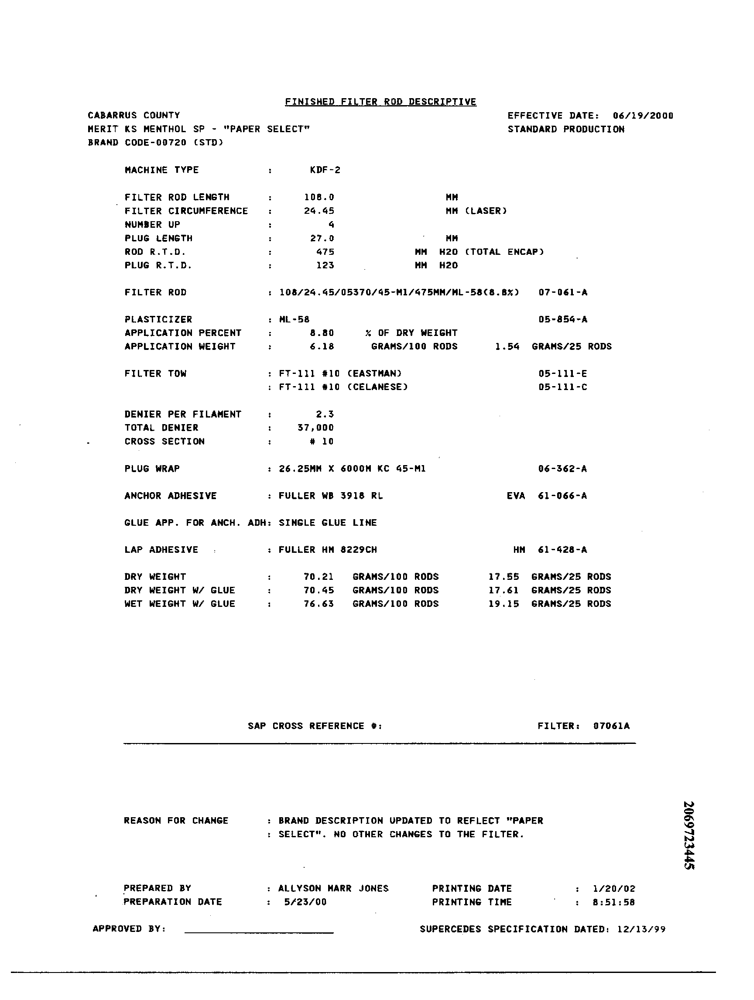 FINISHED FILTER ROD DESCRIPTIVE
CABARRUS COUNTY EFFECTIVE DATE: 06/19/2000
MERIT KS MENTHOL SP - "PAPER SELECT" STANDARD PRODUCTION
BRAND CODE-00720 (STD)
MACHINE TYPE : KDF-2
FILTER ROD LENGTH : 108.0 MM
FILTER CIRCUMFERENCE : 24.45 MM (LASER)
NUMBER UP : 4
PLUG LENGTH : 27.0 MM
ROD R.T.D. : 475 MM H2O (TOTAL ENCAP)
PLUG R.T.D. : 123 MM H2O
FILTER ROD : 108/24.45/05370/45-M1/475MM/ML-58(8.8%) 07-061-A
PLASTICIZER : ML-58 05-854-A
APPLICATION PERCENT : 8.80 % OF DRY WEIGHT
APPLICATION WEIGHT : 6.18 GRAMS/100 RODS 1.54 GRAMS/25 RODS
FILTER TOW : FT-111 #10 (EASTMAN) 05-111-E
: FT-111 #10 (CELANESE) 05-111-C
DENIER PER FILAMENT : 2.3
TOTAL DENIER : 37,000
CROSS SECTION : # 10
PLUG WRAP : 26.25MM X 6000M KC 45-M1 06-362-A
ANCHOR ADHESIVE : FULLER WB 3918 RL EVA 61-066-A
GLUE APP. FOR ANCH. ADH: SINGLE GLUE LINE
LAP ADHESIVE : FULLER HM 8229CH HM 61-428-A
DRY WEIGHT : 70.21 GRAMS/100 RODS 17.55 GRAMS/25 RODS
DRY WEIGHT W/ GLUE : 70.45 GRAMS/100 RODS 17.61 GRAMS/25 RODS
WET WEIGHT W/ GLUE : 76.63 GRAMS/100 RODS 19.15 GRAMS/25 RODS
SAP CROSS REFERENCE #: FILTER: 07061A
REASON FOR CHANGE : BRAND DESCRIPTION UPDATED TO REFLECT "PAPER
: SELECT". NO OTHER CHANGES TO THE FILTER.
2069723445
PREPARED BY : ALLYSON MARR JONES PRINTING DATE : 1/20/02
PREPARATION DATE : 5/23/00 PRINTING TIME : 8:51:58
APPROVED BY: SUPERCEDES SPECIFICATION DATED: 12/13/99